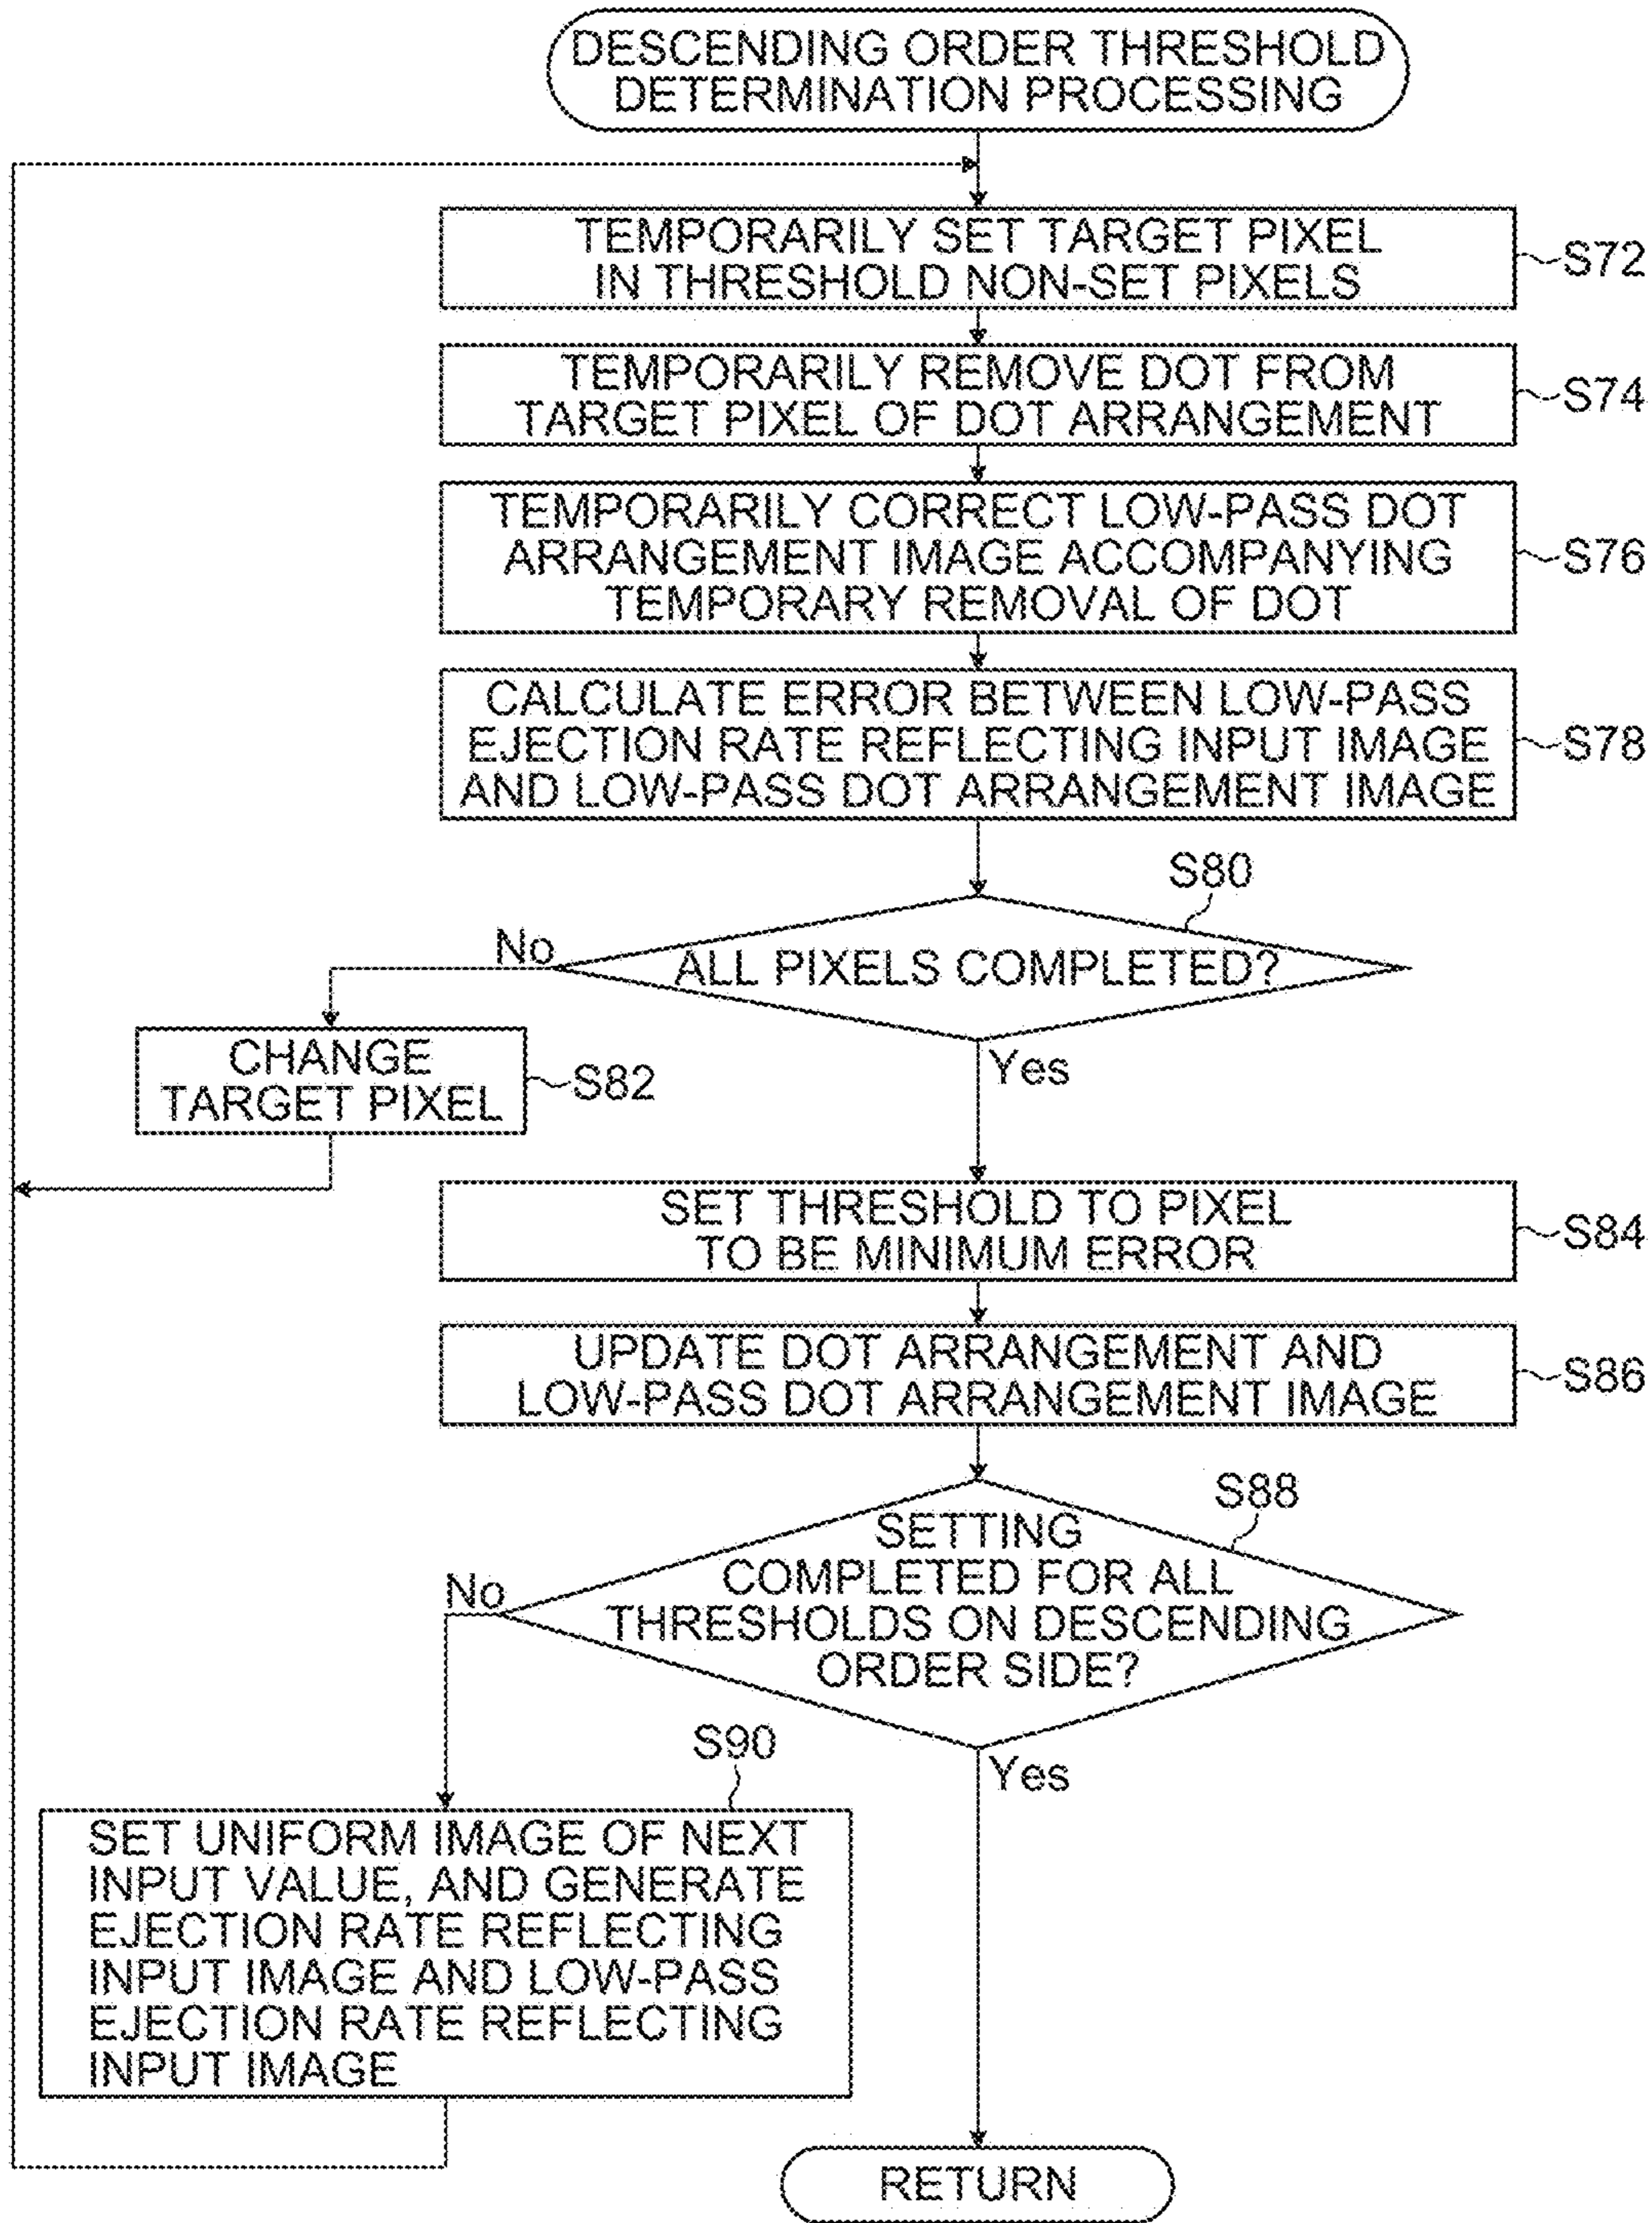 DESCENDING ORDER THRESHOLD
DETERMINATION PROCESSING
TEMPORARILY SET TARGET PIXEL
IN THRESHOLD NON-SET PIXELS
S72
TEMPORARILY REMOVE DOT FROM
TARGET PIXEL OF DOT ARRANGEMENT
S74
TEMPORARILY CORRECT LOW-PASS DOT
ARRANGEMENT IMAGE ACCOMPANYING
TEMPORARY REMOVAL OF DOT
S76
CALCULATE ERROR BETWEEN LOW-PASS
EJECTION RATE REFLECTING INPUT IMAGE
AND LOW-PASS DOT ARRANGEMENT IMAGE
S78
S80
ALL PIXELS COMPLETED?
No
Yes
CHANGE
TARGET PIXEL
S82
SET THRESHOLD TO PIXEL
TO BE MINIMUM ERROR
S84
UPDATE DOT ARRANGEMENT AND
LOW-PASS DOT ARRANGEMENT IMAGE
S86
S88
SETTING
COMPLETED FOR ALL
THRESHOLDS ON DESCENDING
ORDER SIDE?
No
Yes
S90
SET UNIFORM IMAGE OF NEXT
INPUT VALUE, AND GENERATE
EJECTION RATE REFLECTING
INPUT IMAGE AND LOW-PASS
EJECTION RATE REFLECTING
INPUT IMAGE
RETURN